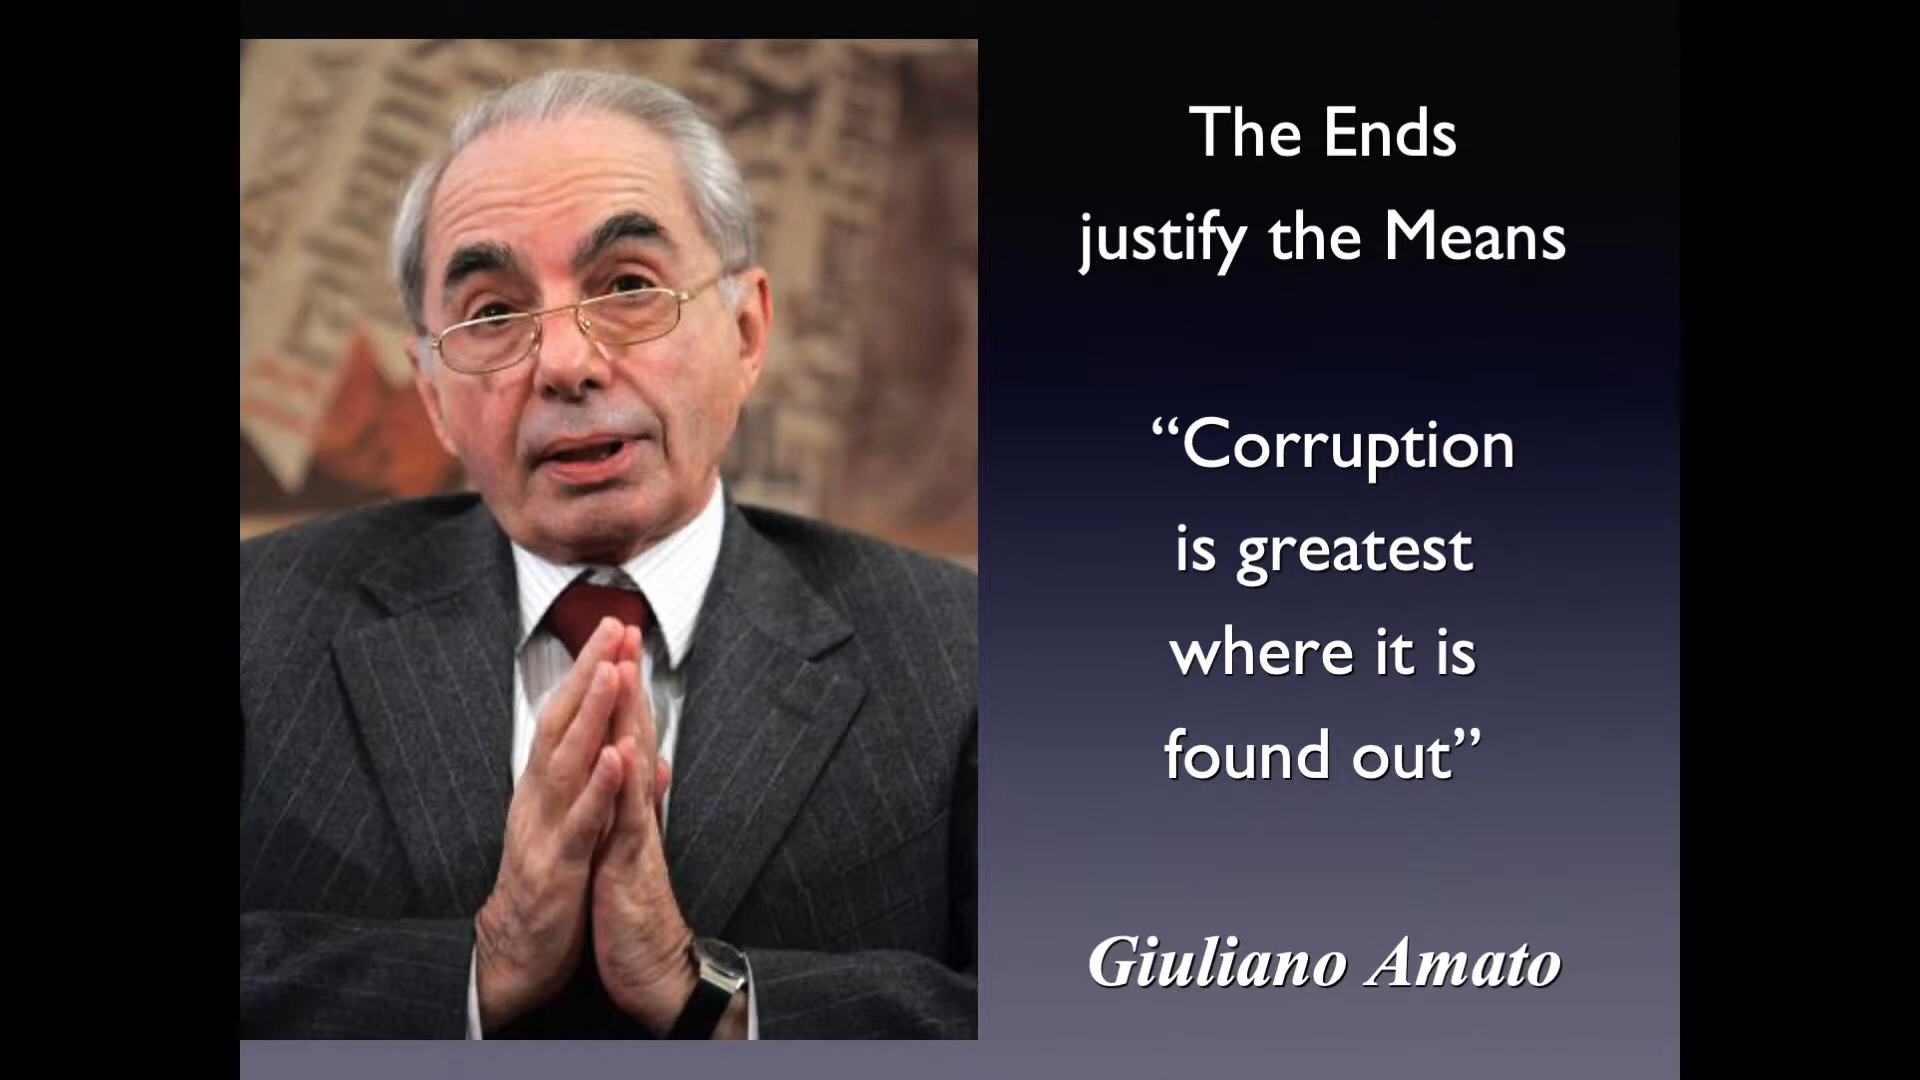 The Ends
justify the Means
“Corruption
is greatest
where it is
found out”
Giuliano Amato